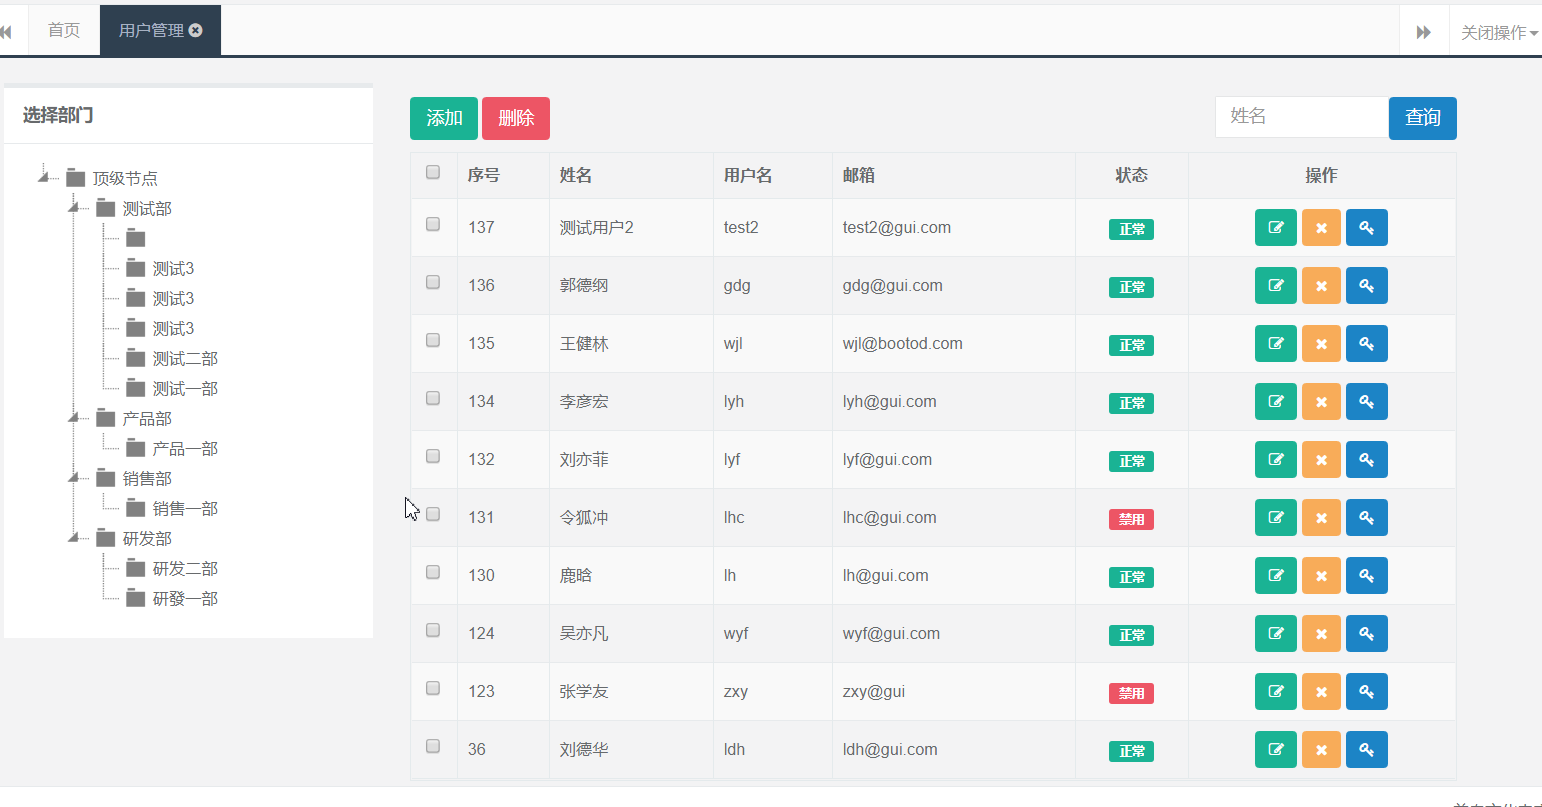 首页 用户管理 关闭操作
选择部门
顶级节点
测试部
测试3
测试3
测试3
测试二部
测试一部
产品部
产品一部
销售部
销售一部
研发部
研发二部
研發一部
添加 删除 姓名 查询
序号 姓名 用户名 邮箱 状态 操作
137 测试用户2 test2 test2@gui.com 正常
136 郭德纲 gdg gdg@gui.com 正常
135 王健林 wjl wjl@bootod.com 正常
134 李彦宏 lyh lyh@gui.com 正常
132 刘亦菲 lyf lyf@gui.com 正常
131 令狐冲 lhc lhc@gui.com 禁用
130 鹿晗 lh lh@gui.com 正常
124 吴亦凡 wyf wyf@gui.com 正常
123 张学友 zxy zxy@gui 禁用
36 刘德华 ldh ldh@gui.com 正常